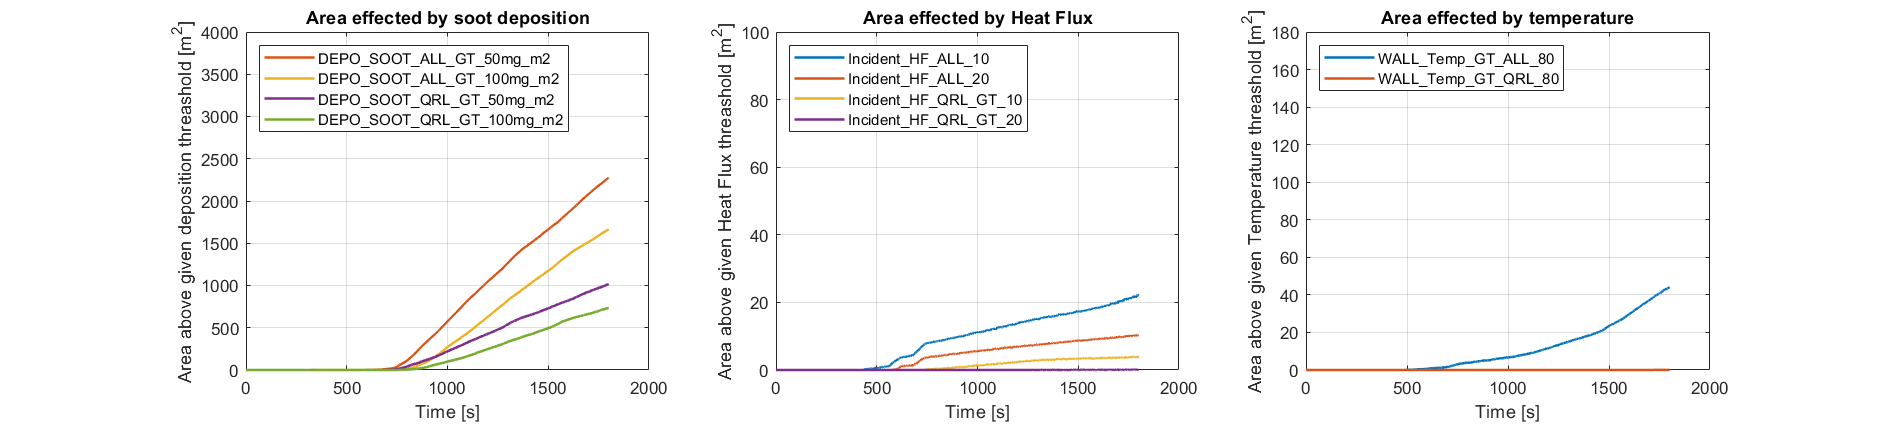 Area effected by soot deposition
Area above given deposition threashold [m2]
4000
3500
3000
2500
2000
1500
1000
500
0
DEPO_SOOT_ALL_GT_50mg_m2
DEPO_SOOT_ALL_GT_100mg_m2
DEPO_SOOT_QRL_GT_50mg_m2
DEPO_SOOT_QRL_GT_100mg_m2
0 500 1000 1500 2000
Time [s]
Area effected by Heat Flux
Area above given Heat Flux threashold [m2]
100
80
60
40
20
0
Incident_HF_ALL_10
Incident_HF_ALL_20
Incident_HF_QRL_GT_10
Incident_HF_QRL_GT_20
0 500 1000 1500 2000
Time [s]
Area effected by temperature
Area above given Temperature threashold [m2]
180
160
140
120
100
80
60
40
20
0
WALL_Temp_GT_ALL_80
WALL_Temp_GT_QRL_80
0 500 1000 1500 2000
Time [s]